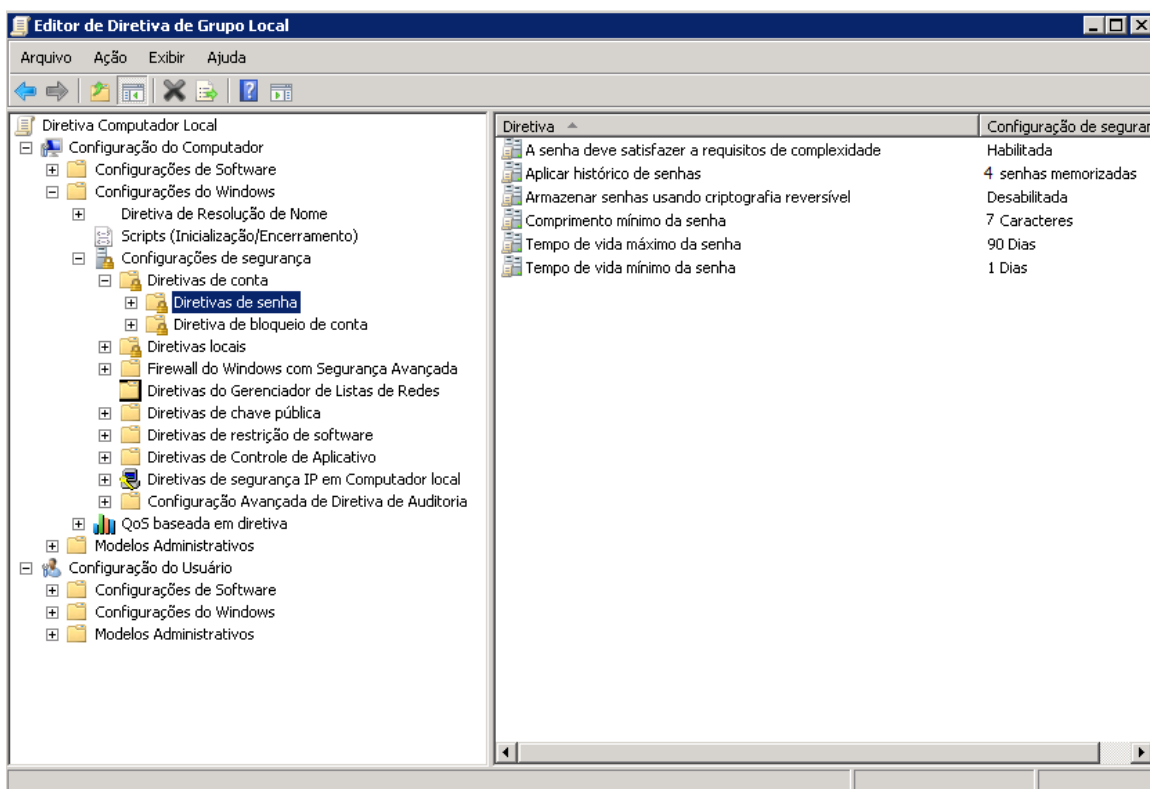 Editor de Diretiva de Grupo Local
Arquivo Ação Exibir Ajuda
Diretiva Computador Local
Configuração do Computador
Configurações de Software
Configurações do Windows
Diretiva de Resolução de Nome
Scripts (Inicialização/Encerramento)
Configurações de segurança
Diretivas de conta
Diretivas de senha
Diretiva de bloqueio de conta
Diretivas locais
Firewall do Windows com Segurança Avançada
Diretivas do Gerenciador de Listas de Redes
Diretivas de chave pública
Diretivas de restrição de software
Diretivas de Controle de Aplicativo
Diretivas de segurança IP em Computador local
Configuração Avançada de Diretiva de Auditoria
QoS baseada em diretiva
Modelos Administrativos
Configuração do Usuário
Configurações de Software
Configurações do Windows
Modelos Administrativos
Diretiva Configuração de seguran
A senha deve satisfazer a requisitos de complexidade Habilitada
Aplicar histórico de senhas 4 senhas memorizadas
Armazenar senhas usando criptografia reversível Desabilitada
Comprimento mínimo da senha 7 Caracteres
Tempo de vida máximo da senha 90 Dias
Tempo de vida mínimo da senha 1 Dias